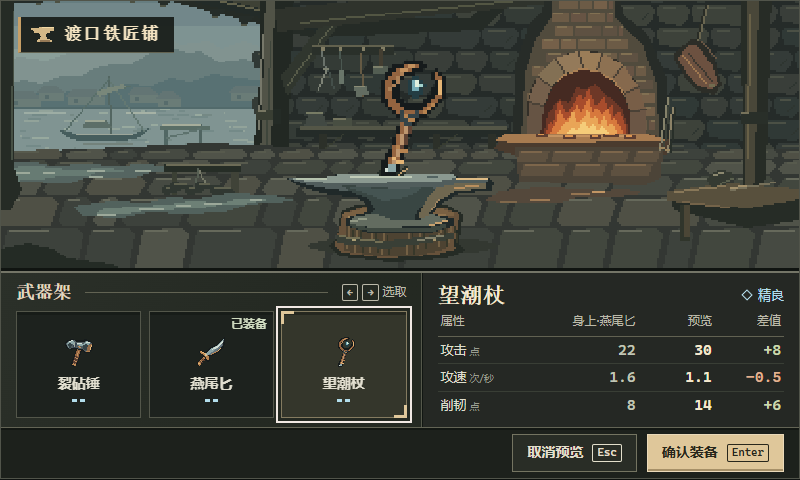 渡口铁匠铺
武器架
← → 选取
裂砧锤
已装备
燕尾匕
望潮杖
望潮杖
◇ 精良
属性 身上·燕尾匕 预览 差值
攻击 点 22 30 +8
攻速 次/秒 1.6 1.1 −0.5
削韧 点 8 14 +6
取消预览 Esc
确认装备 Enter